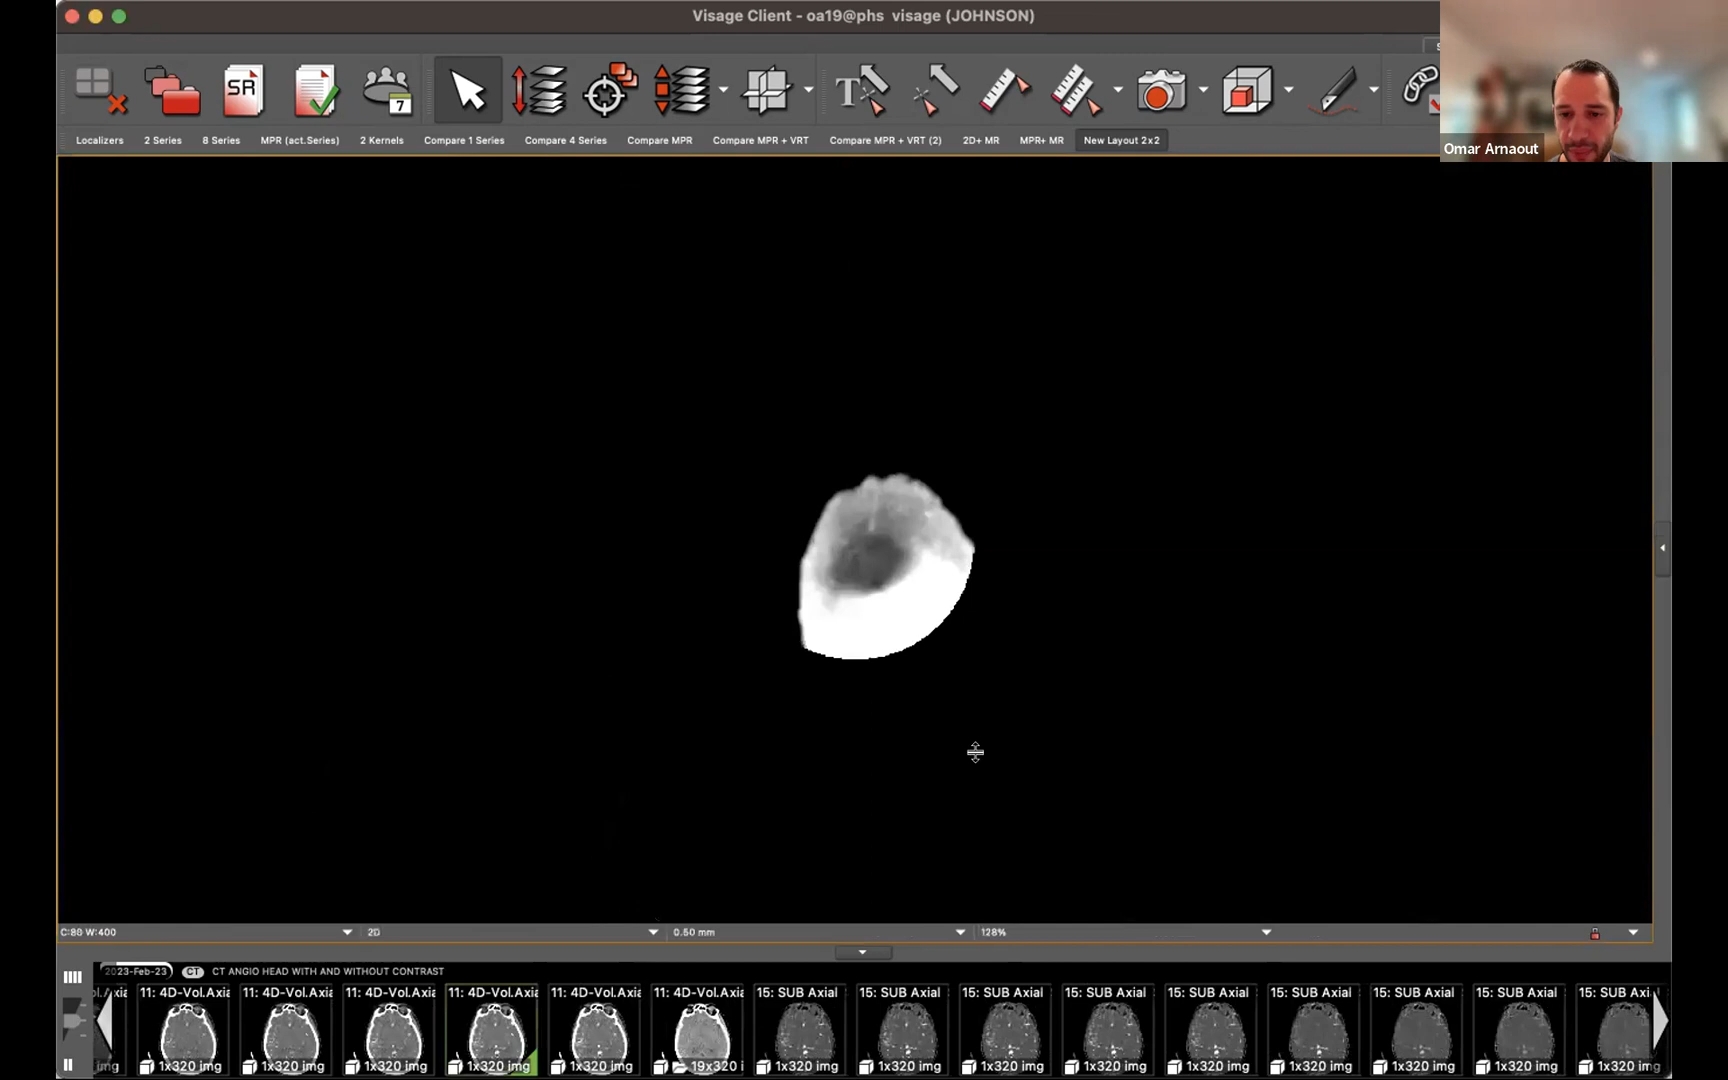 Visage Client - oa19@phs visage (JOHNSON)
SR
7
T
Localizers
2 Series
8 Series
MPR (act.Series)
2 Kernels
Compare 1 Series
Compare 4 Series
Compare MPR
Compare MPR + VRT
Compare MPR + VRT (2)
2D+ MR
MPR+ MR
New Layout 2x2
Omar Arnaout
C:80 W:400
2D
0.50 mm
128%
2023-Feb-23
CT
CT ANGIO HEAD WITH AND WITHOUT CONTRAST
11: 4D-Vol.Axia
11: 4D-Vol.Axia
11: 4D-Vol.Axia
11: 4D-Vol.Axia
11: 4D-Vol.Axia
11: 4D-Vol.Axia
15: SUB Axial
15: SUB Axial
15: SUB Axial
15: SUB Axial
15: SUB Axial
15: SUB Axial
15: SUB Axial
15: SUB Axial
15: SUB Axi
img
1x320 img
1x320 img
1x320 img
1x320 img
1x320 img
19x320 i
1x320 img
1x320 img
1x320 img
1x320 img
1x320 img
1x320 img
1x320 img
1x320 img
1x320 img